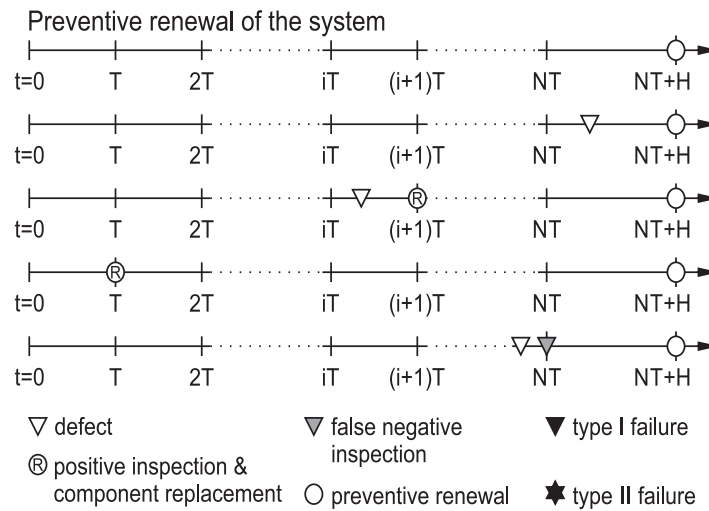 Preventive renewal of the system
t=0 T 2T iT (i+1)T NT NT+H
t=0 T 2T iT (i+1)T NT NT+H
R
t=0 T 2T iT (i+1)T NT NT+H
R
t=0 T 2T iT (i+1)T NT NT+H
t=0 T 2T iT (i+1)T NT NT+H
defect
false negative
inspection
type I failure
R positive inspection &
component replacement
preventive renewal
type II failure